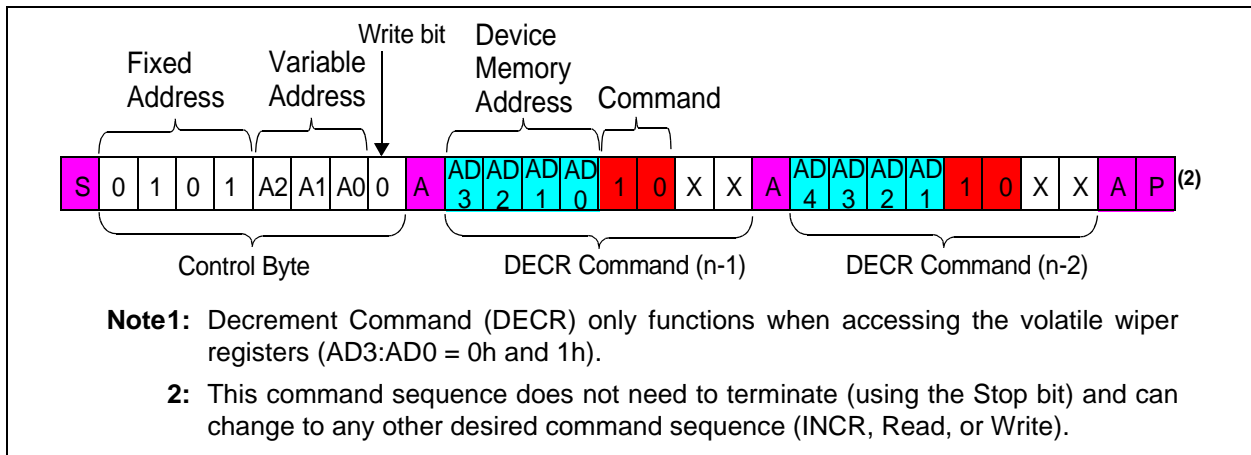 Write bit
Device
Memory
Address
Fixed
Address
Variable
Address
Command
S 0 1 0 1 A2 A1 A0 0 A AD3 AD2 AD1 AD0 1 0 X X A AD4 AD3 AD2 AD1 1 0 X X A P (2)
Control Byte DECR Command (n-1) DECR Command (n-2)
Note1: Decrement Command (DECR) only functions when accessing the volatile wiper
registers (AD3:AD0 = 0h and 1h).
2: This command sequence does not need to terminate (using the Stop bit) and can
change to any other desired command sequence (INCR, Read, or Write).